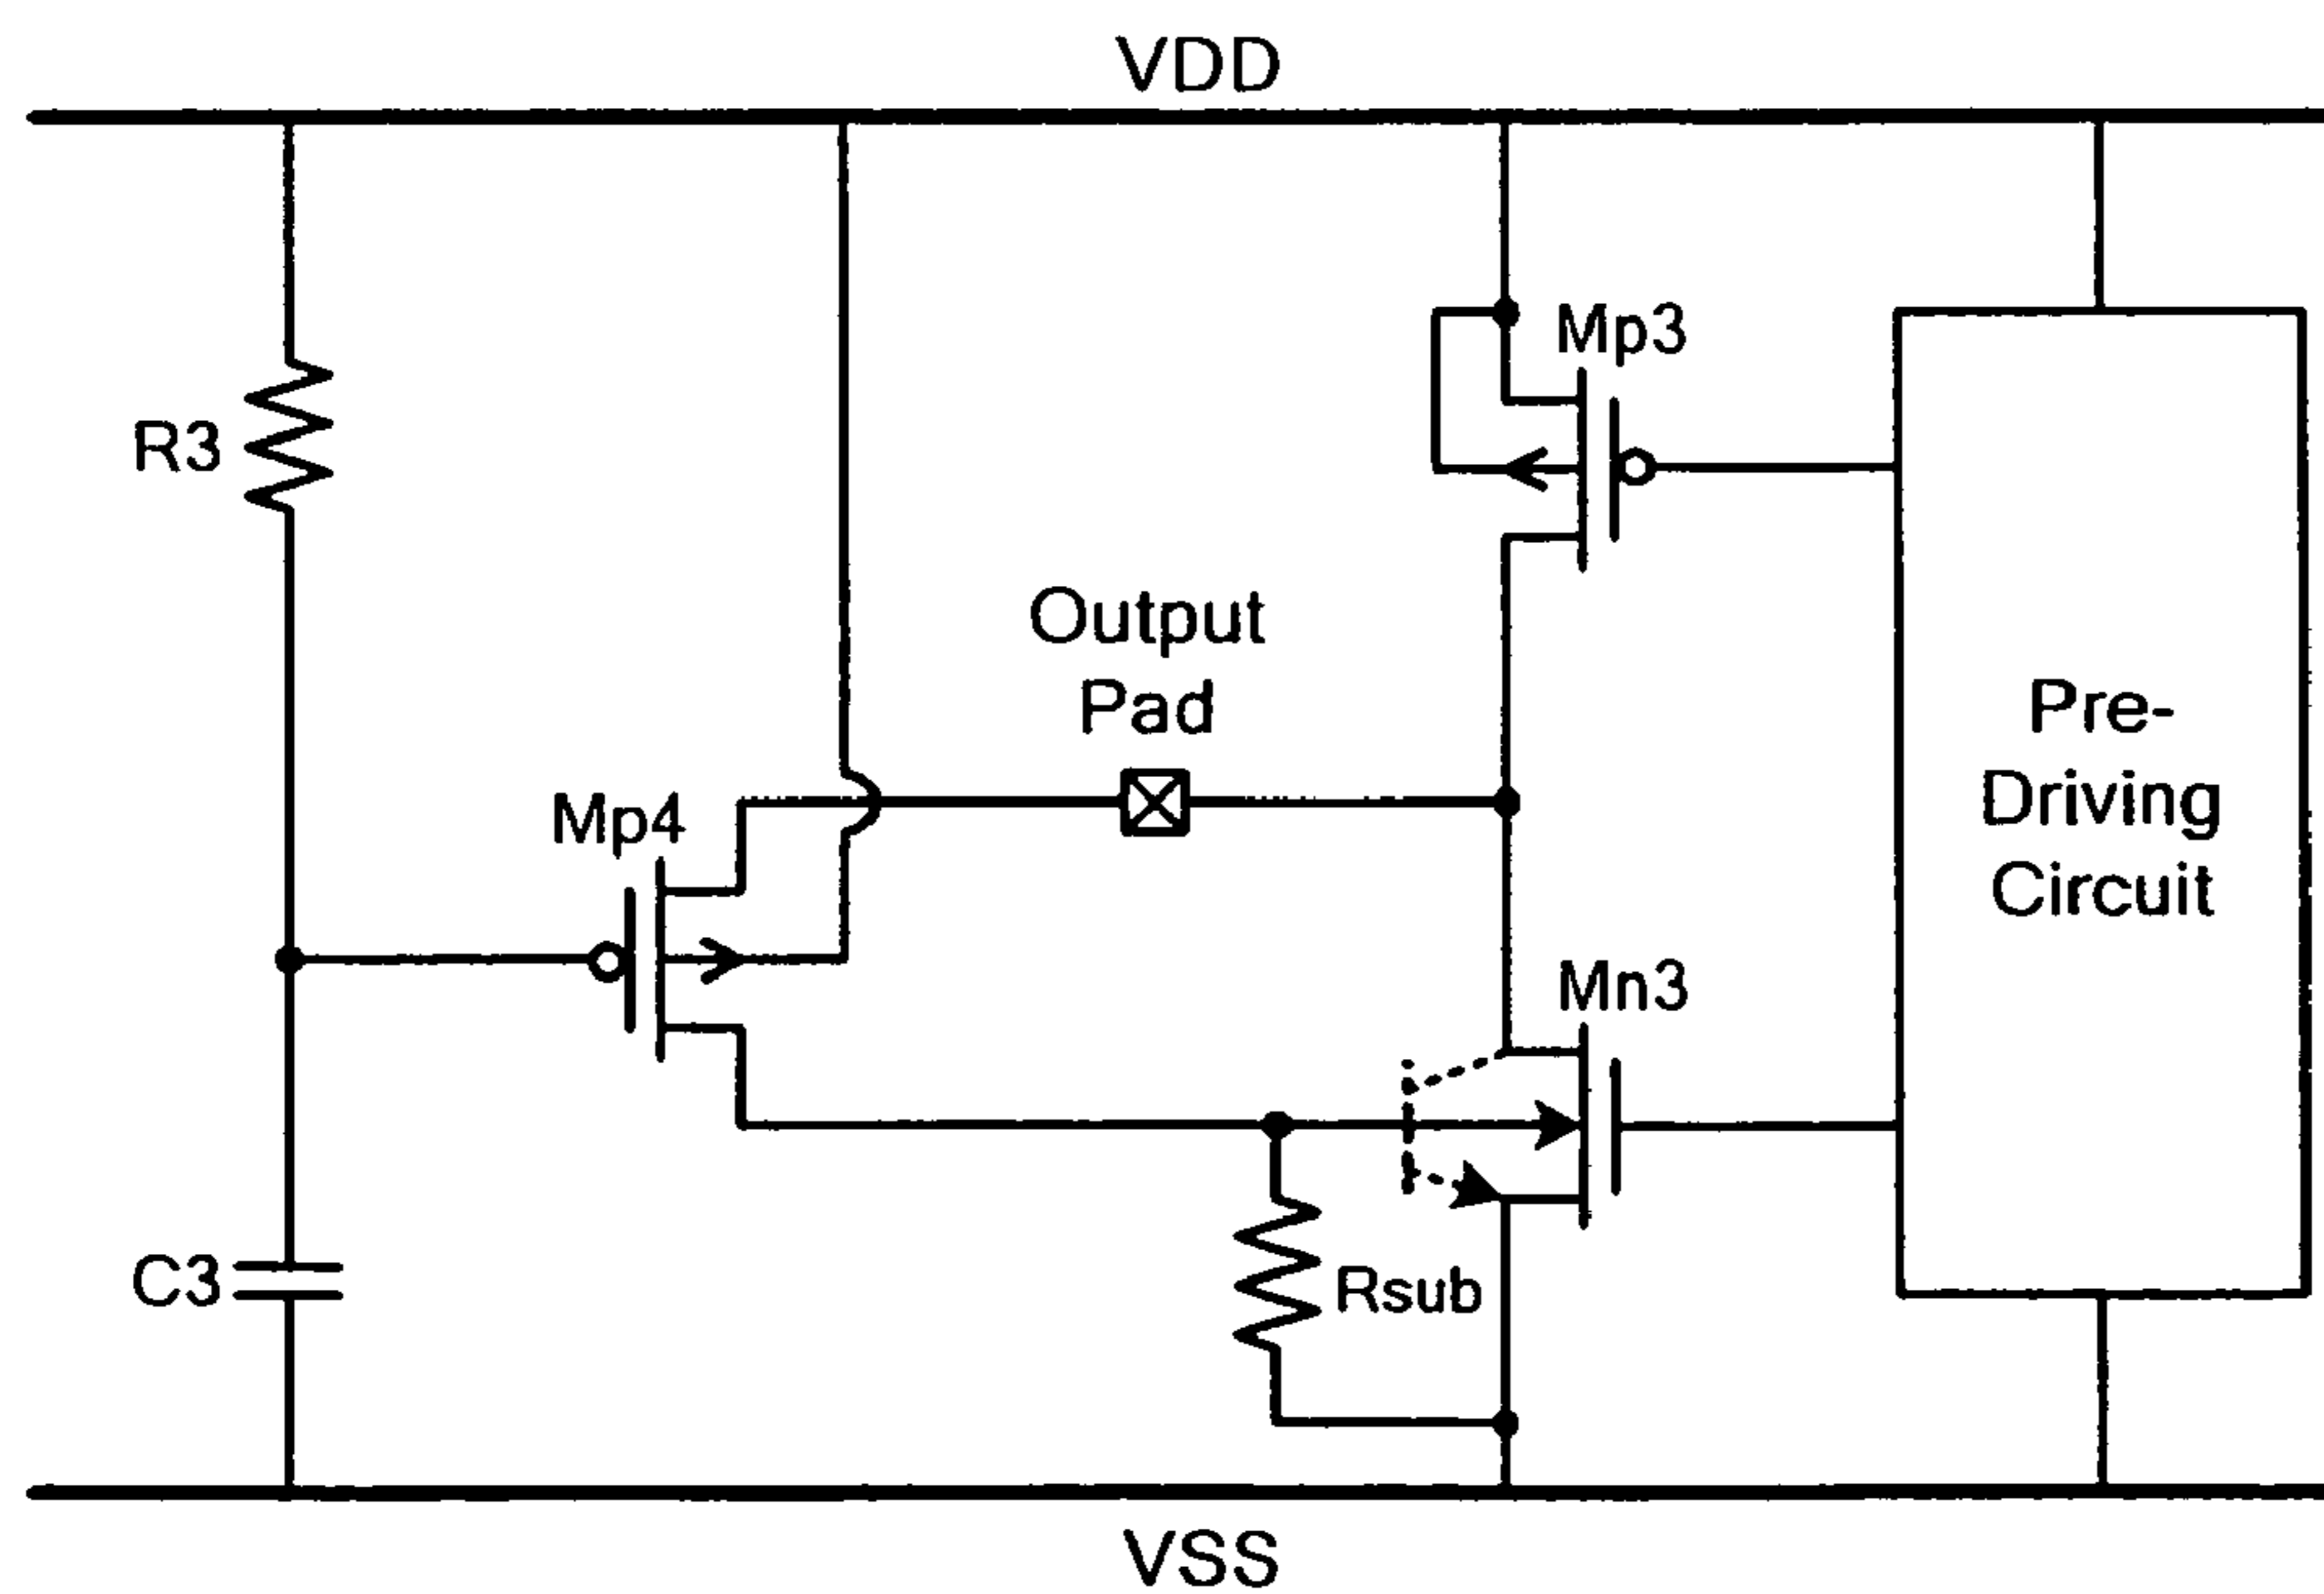 VDD
Mp3
R3
Output
Pad
Pre-
Driving
Circuit
Mp4
Mn3
C3
Rsub
VSS